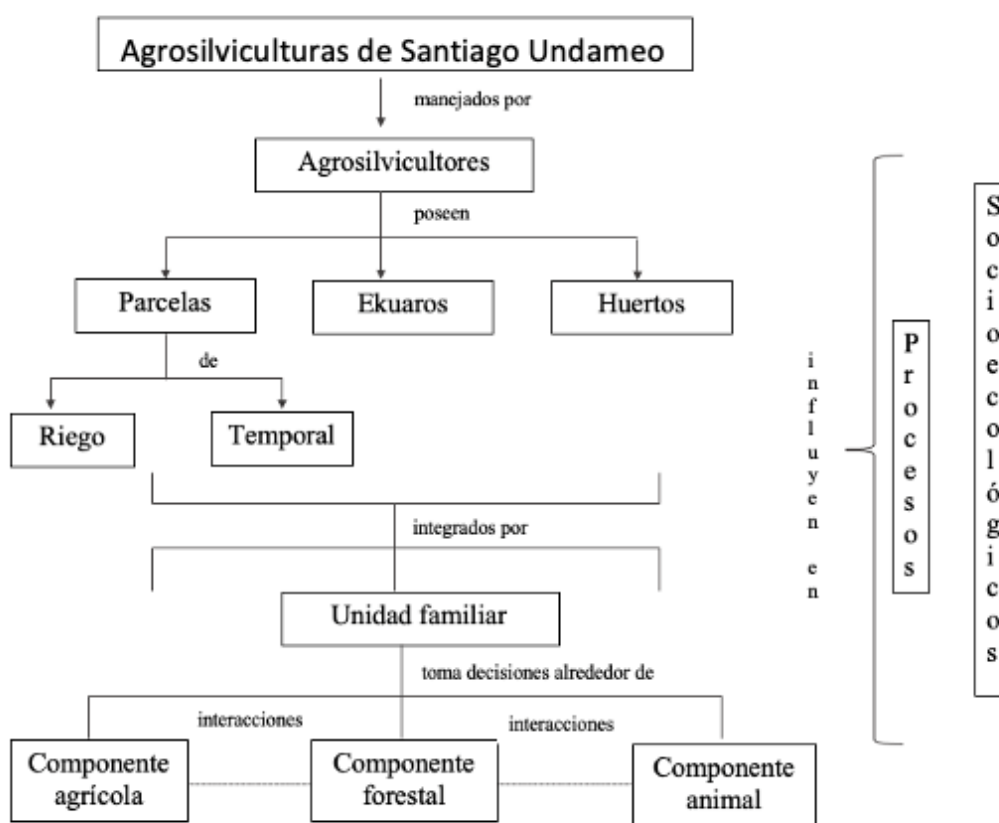 Agrosilviculturas de Santiago Undameo
manejados por
Agrosilvicultores
poseen
Parcelas
Ekuaros
Huertos
de
Riego
Temporal
integrados por
Unidad familiar
toma decisiones alrededor de
interacciones
interacciones
Componente
agrícola
Componente
forestal
Componente
animal
influyen en
Procesos
Socioecológicos